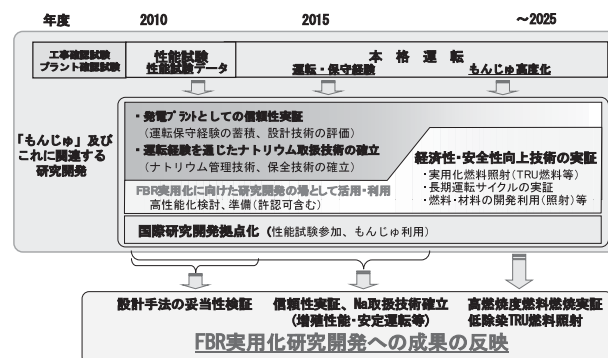 年度 2010 2015 ～2025
工事確認試験
プラント確認試験
性能試験
性能試験データ
本 格 運 転
運転・保守経験 もんじゅ高度化
「もんじゅ」及び
これに関連する
研究開発
・発電プラントとしての信頼性実証
(運転保守経験の蓄積、設計技術の評価)
・運転経験を通じたナトリウム取扱技術の確立
(ナトリウム管理技術、保全技術の確立)
FBR実用化に向けた研究開発の場として活用・利用
高性能化検討、準備(許認可含む)
経済性・安全性向上技術の実証
・実用化燃料照射(TRU燃料等)
・長期運転サイクルの実証
・燃料・材料の開発利用(照射)等
国際研究開発拠点化 (性能試験参加、もんじゅ利用)
設計手法の妥当性検証
信頼性実証、Na取扱技術確立
(増殖性能・安定運転等)
高燃焼度燃料燃焼実証
低除染TRU燃料照射
FBR実用化研究開発への成果の反映